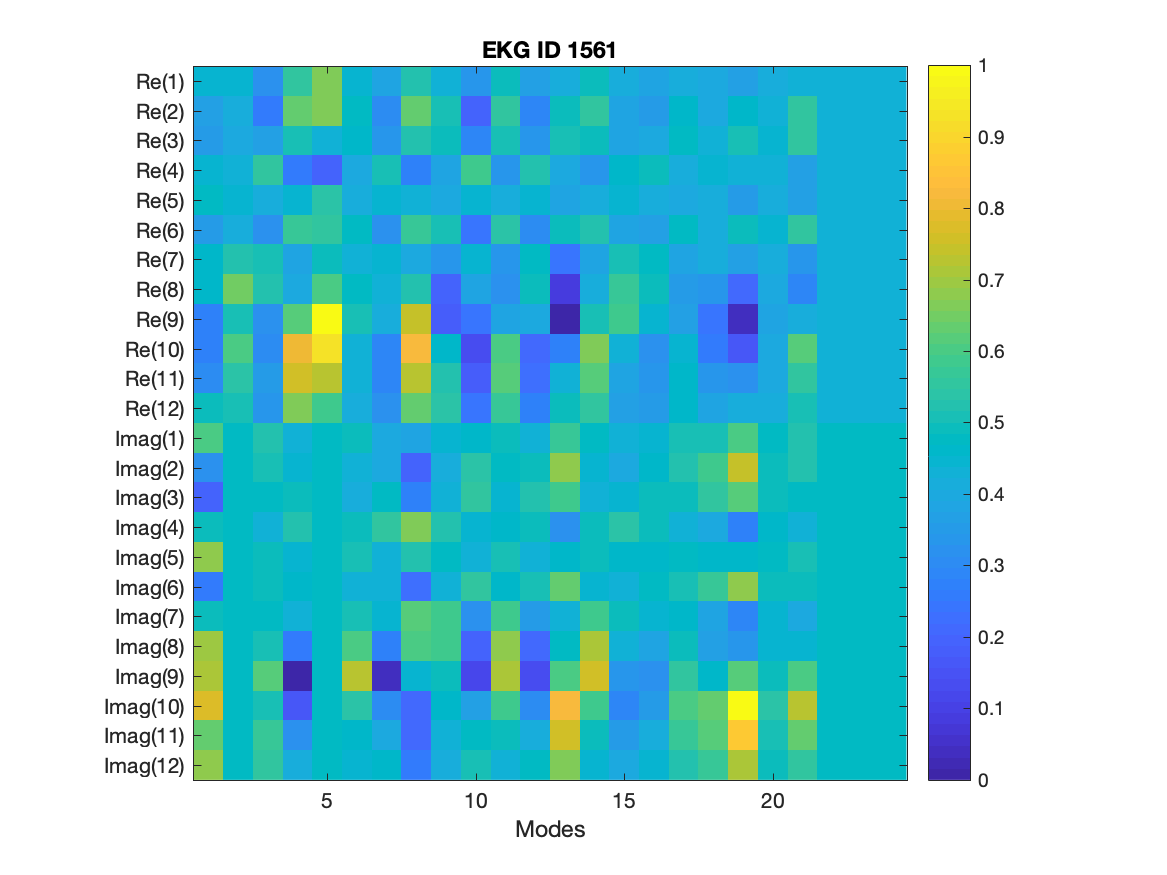 EKG ID 1561
Re(1)
Re(2)
Re(3)
Re(4)
Re(5)
Re(6)
Re(7)
Re(8)
Re(9)
Re(10)
Re(11)
Re(12)
Imag(1)
Imag(2)
Imag(3)
Imag(4)
Imag(5)
Imag(6)
Imag(7)
Imag(8)
Imag(9)
Imag(10)
Imag(11)
Imag(12)
5 10 15 20
Modes
1
0.9
0.8
0.7
0.6
0.5
0.4
0.3
0.2
0.1
0